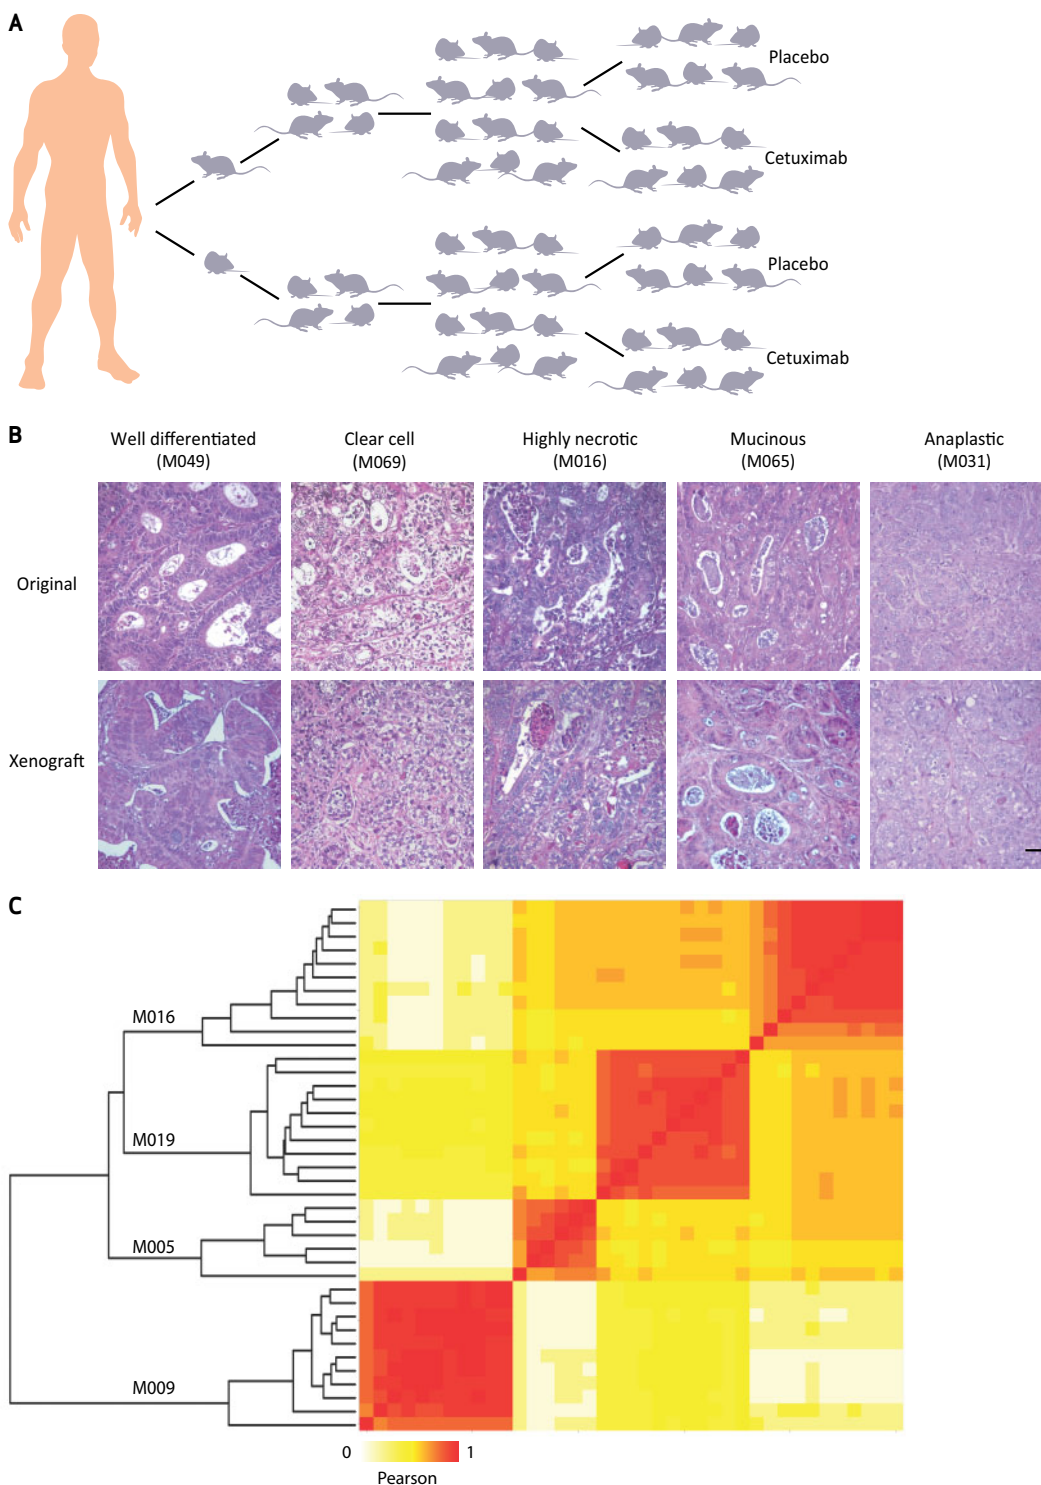 A
Placebo
Cetuximab
Placebo
Cetuximab
B
Well differentiated
(M049)
Clear cell
(M069)
Highly necrotic
(M016)
Mucinous
(M065)
Anaplastic
(M031)
Original
Xenograft
C
M016
M019
M005
M009
0
1
Pearson